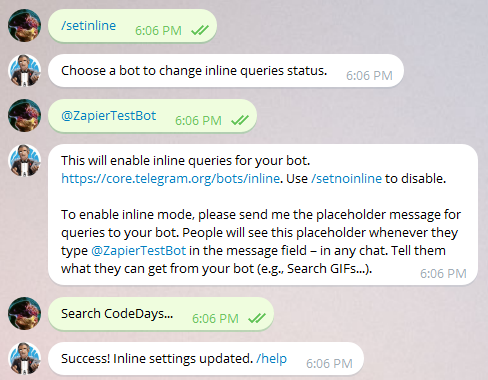 /setinline 6:06 PM
Choose a bot to change inline queries status. 6:06 PM
@ZapierTestBot 6:06 PM
This will enable inline queries for your bot.
https://core.telegram.org/bots/inline. Use /setnoinline to disable.
To enable inline mode, please send me the placeholder message for
queries to your bot. People will see this placeholder whenever they
type @ZapierTestBot in the message field – in any chat. Tell them
what they can get from your bot (e.g., Search GIFs...). 6:06 PM
Search CodeDays... 6:06 PM
Success! Inline settings updated. /help 6:06 PM